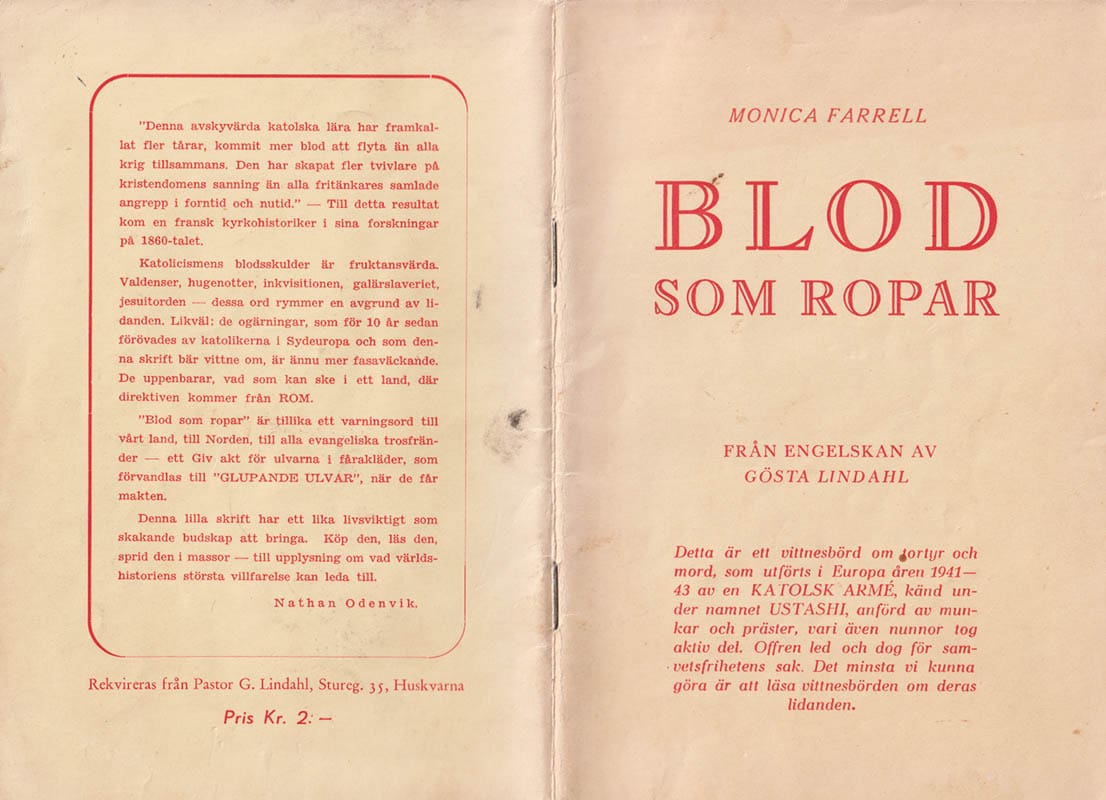 "Denna avskyvärda katolska lära har framkal-
lat fler tårar, kommit mer blod att flyta än alla
krig tillsammans. Den har skapat fler tvivlare på
kristendomens sanning än alla fritänkares samlade
angrepp i forntid och nutid." — Till detta resultat
kom en fransk kyrkohistoriker i sina forskningar
på 1860-talet.
Katolicismens blodsskulder är fruktansvärda.
Valdenser, hugenotter, inkvisitionen, galärslaveriet,
jesuitorden — dessa ord rymmer en avgrund av li-
danden. Likväl: de ogärningar, som för 10 år sedan
förövades av katolikerna i Sydeuropa och som den-
na skrift bär vittne om, är ännu mer fasaväckande.
De uppenbarar, vad som kan ske i ett land, där
direktiven kommer från ROM.
"Blod som ropar" är tillika ett varningsord till
vårt land, till Norden, till alla evangeliska trosfrän-
der — ett Giv akt för ulvarna i fårakläder, som
förvandlas till "GLUPANDE ULVAR", när de får
makten.
Denna lilla skrift har ett lika livsviktigt som
skakande budskap att bringa. Köp den, läs den,
sprid den i massor — till upplysning om vad världs-
historiens största villfarelse kan leda till.
Nathan Odenvik.
Rekvireras från Pastor G. Lindahl, Stureg. 35, Huskvarna
Pris Kr. 2: —
MONICA FARRELL
BLOD
SOM ROPAR
FRÅN ENGELSKAN AV
GÖSTA LINDAHL
Detta är ett vittnesbörd om tortyr och
mord, som utförts i Europa åren 1941—
43 av en KATOLSK ARMÉ, känd un-
der namnet USTASHI, anförd av mun-
kar och präster, vari även nunnor tog
aktiv del. Offren led och dog för sam-
vetsfrihetens sak. Det minsta vi kunna
göra är att läsa vittnesbörden om deras
lidanden.